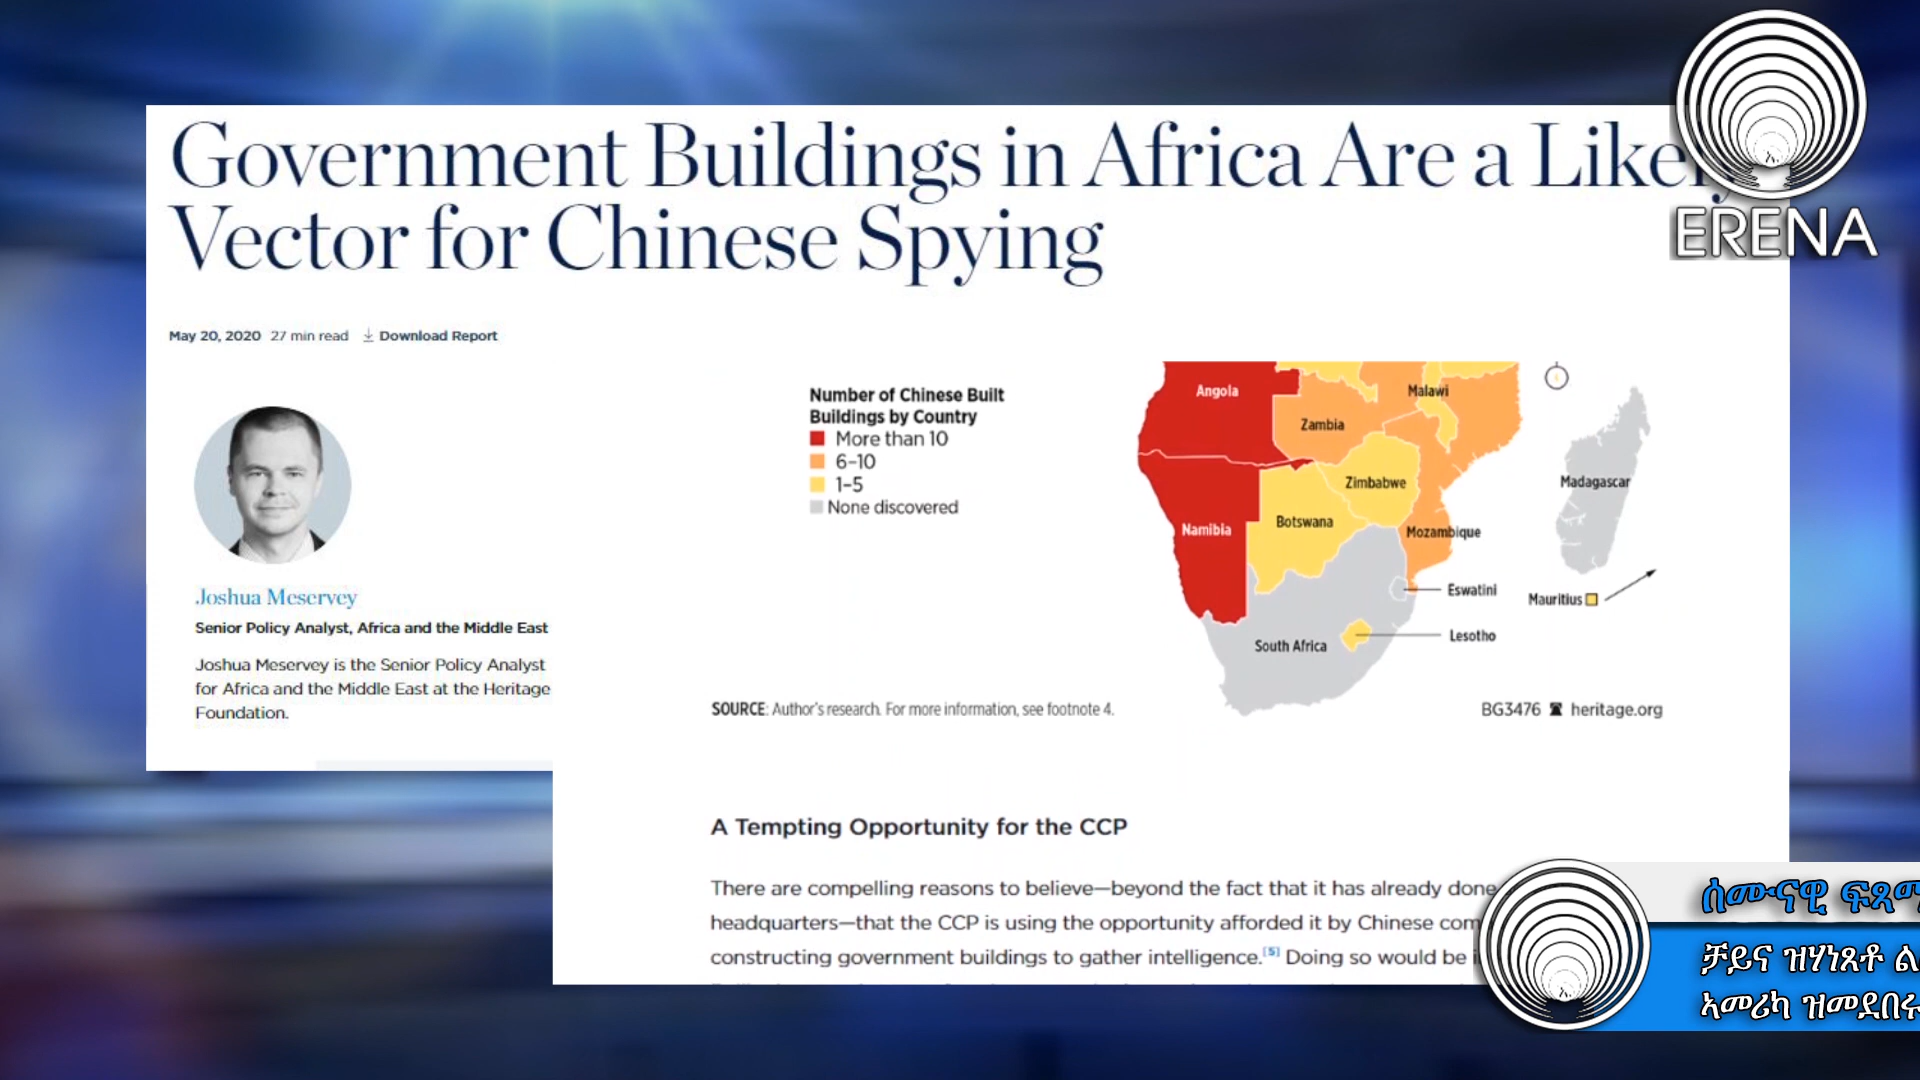 Government Buildings in Africa Are a Likely
Vector for Chinese Spying
ERENA
May 20, 2020 27 min read Download Report
Number of Chinese Built
Buildings by Country
More than 10
6–10
1–5
None discovered
Angola
Malawi
Zambia
Zimbabwe
Madagascar
Botswana
Namibia
Mozambique
Eswatini
Mauritius
Lesotho
South Africa
Joshua Meservey
Senior Policy Analyst, Africa and the Middle East
Joshua Meservey is the Senior Policy Analyst
for Africa and the Middle East at the Heritage
Foundation.
SOURCE: Author's research. For more information, see footnote 4.
BG3476 heritage.org
A Tempting Opportunity for the CCP
There are compelling reasons to believe—beyond the fact that it has already done
headquarters—that the CCP is using the opportunity afforded it by Chinese com
constructing government buildings to gather intelligence.[5] Doing so would be
ሰሙናዊ
ቻይና ዝሃነጸቶ
ኣመሪካ